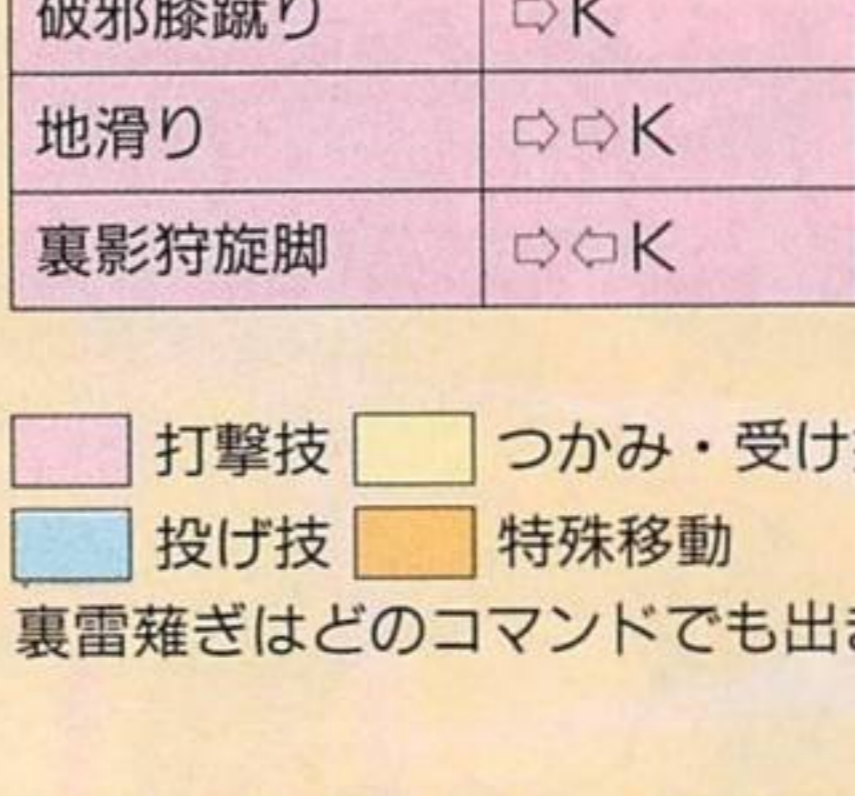 破邪膝蹴り ⇨K
地滑り ⇨⇨K
裏影狩旋脚 ⇨⇦K
打撃技 つかみ・受け
投げ技 特殊移動
裏雷薙ぎはどのコマンドでも出